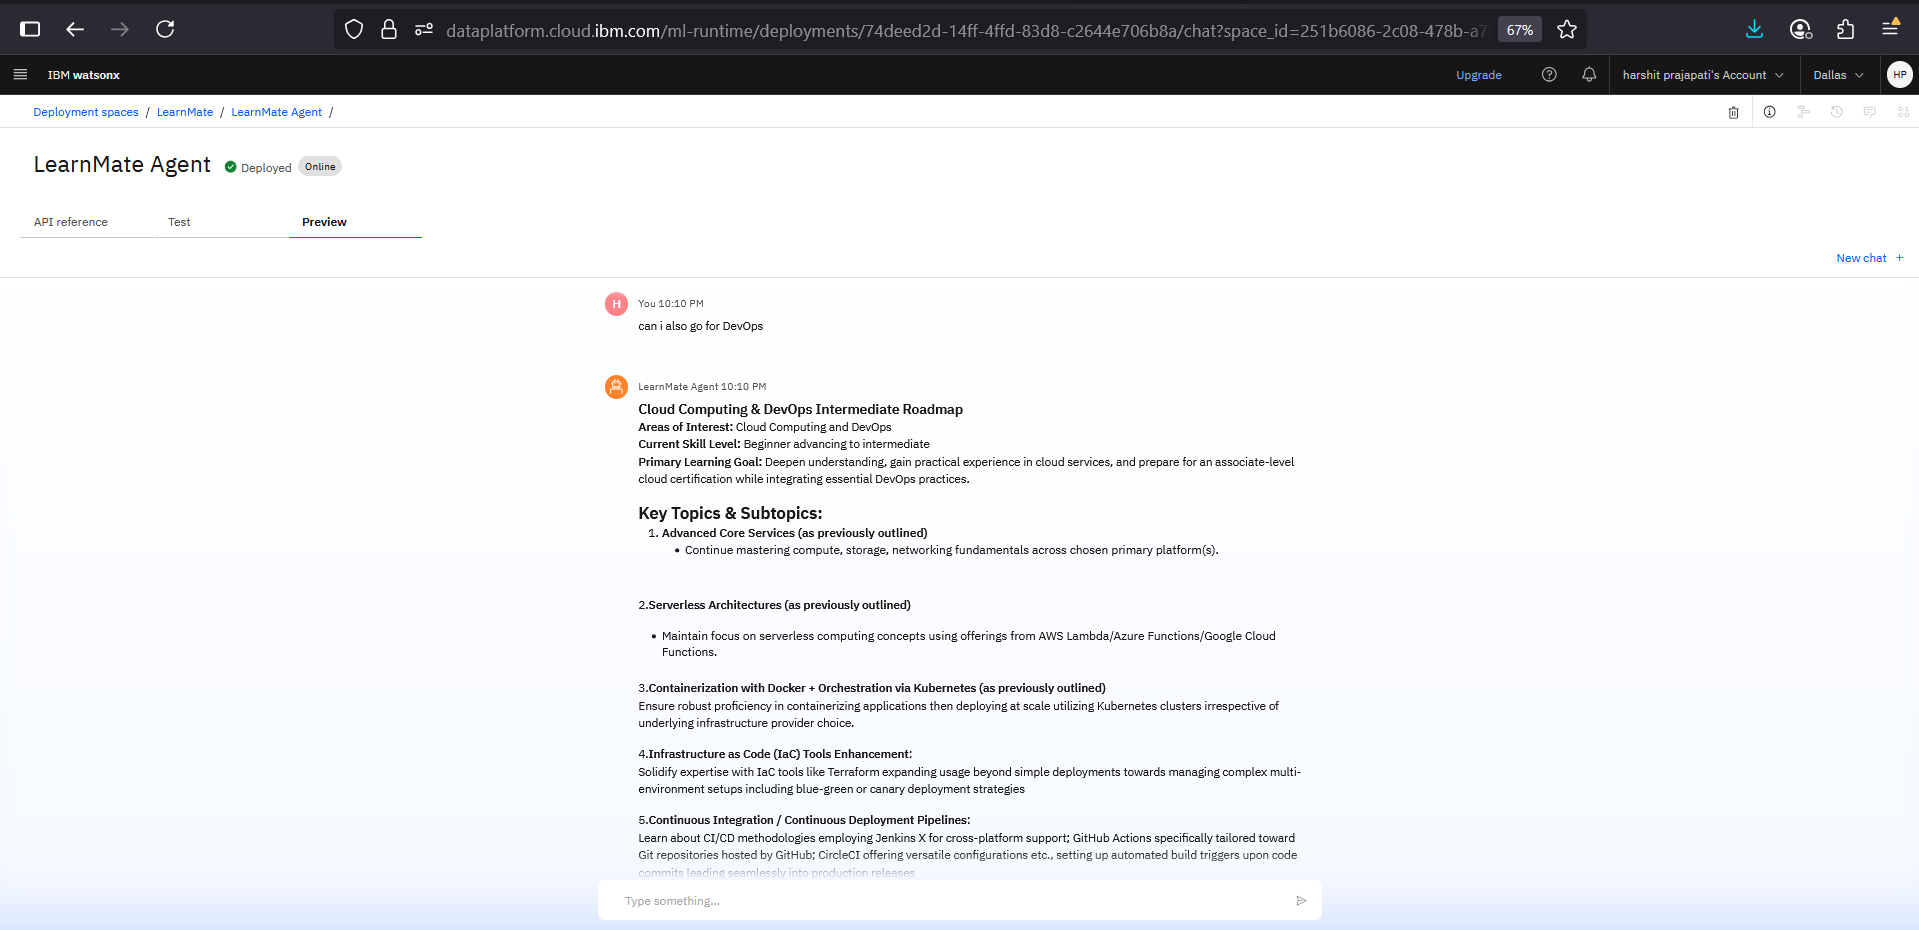 dataplatform.cloud.ibm.com/ml-runtime/deployments/74deed2d-14ff-4ffd-83d8-c2644e706b8a/chat?space_id=251b6086-2c08-478b-a7
67%
IBM watsonx
Upgrade
harshit prajapati's Account
Dallas
HP
Deployment spaces / LearnMate / LearnMate Agent /
LearnMate Agent
Deployed
Online
API reference
Test
Preview
New chat +
H
You 10:10 PM
can i also go for DevOps
LearnMate Agent 10:10 PM
Cloud Computing & DevOps Intermediate Roadmap
Areas of Interest: Cloud Computing and DevOps
Current Skill Level: Beginner advancing to intermediate
Primary Learning Goal: Deepen understanding, gain practical experience in cloud services, and prepare for an associate-level
cloud certification while integrating essential DevOps practices.
Key Topics & Subtopics:
1. Advanced Core Services (as previously outlined)
• Continue mastering compute, storage, networking fundamentals across chosen primary platform(s).
2.Serverless Architectures (as previously outlined)
• Maintain focus on serverless computing concepts using offerings from AWS Lambda/Azure Functions/Google Cloud
Functions.
3.Containerization with Docker + Orchestration via Kubernetes (as previously outlined)
Ensure robust proficiency in containerizing applications then deploying at scale utilizing Kubernetes clusters irrespective of
underlying infrastructure provider choice.
4.Infrastructure as Code (IaC) Tools Enhancement:
Solidify expertise with IaC tools like Terraform expanding usage beyond simple deployments towards managing complex multi-
environment setups including blue-green or canary deployment strategies
5.Continuous Integration / Continuous Deployment Pipelines:
Learn about CI/CD methodologies employing Jenkins X for cross-platform support; GitHub Actions specifically tailored toward
Git repositories hosted by GitHub; CircleCI offering versatile configurations etc., setting up automated build triggers upon code
commits leading seamlessly into production releases
Type something...